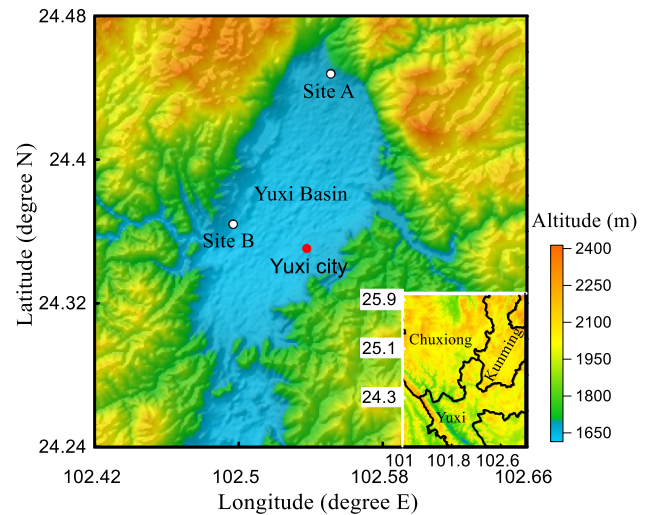 24.48
Site A
24.4
Yuxi Basin
Site B
Yuxi city
24.32
24.24
Latitude (degree N)
102.42
102.5
102.58
102.66
Longitude (degree E)
Altitude (m)
2400
2250
2100
1950
1800
1650
25.9
25.1
24.3
Chuxiong
Kunming
Yuxi
101
101.8
102.6